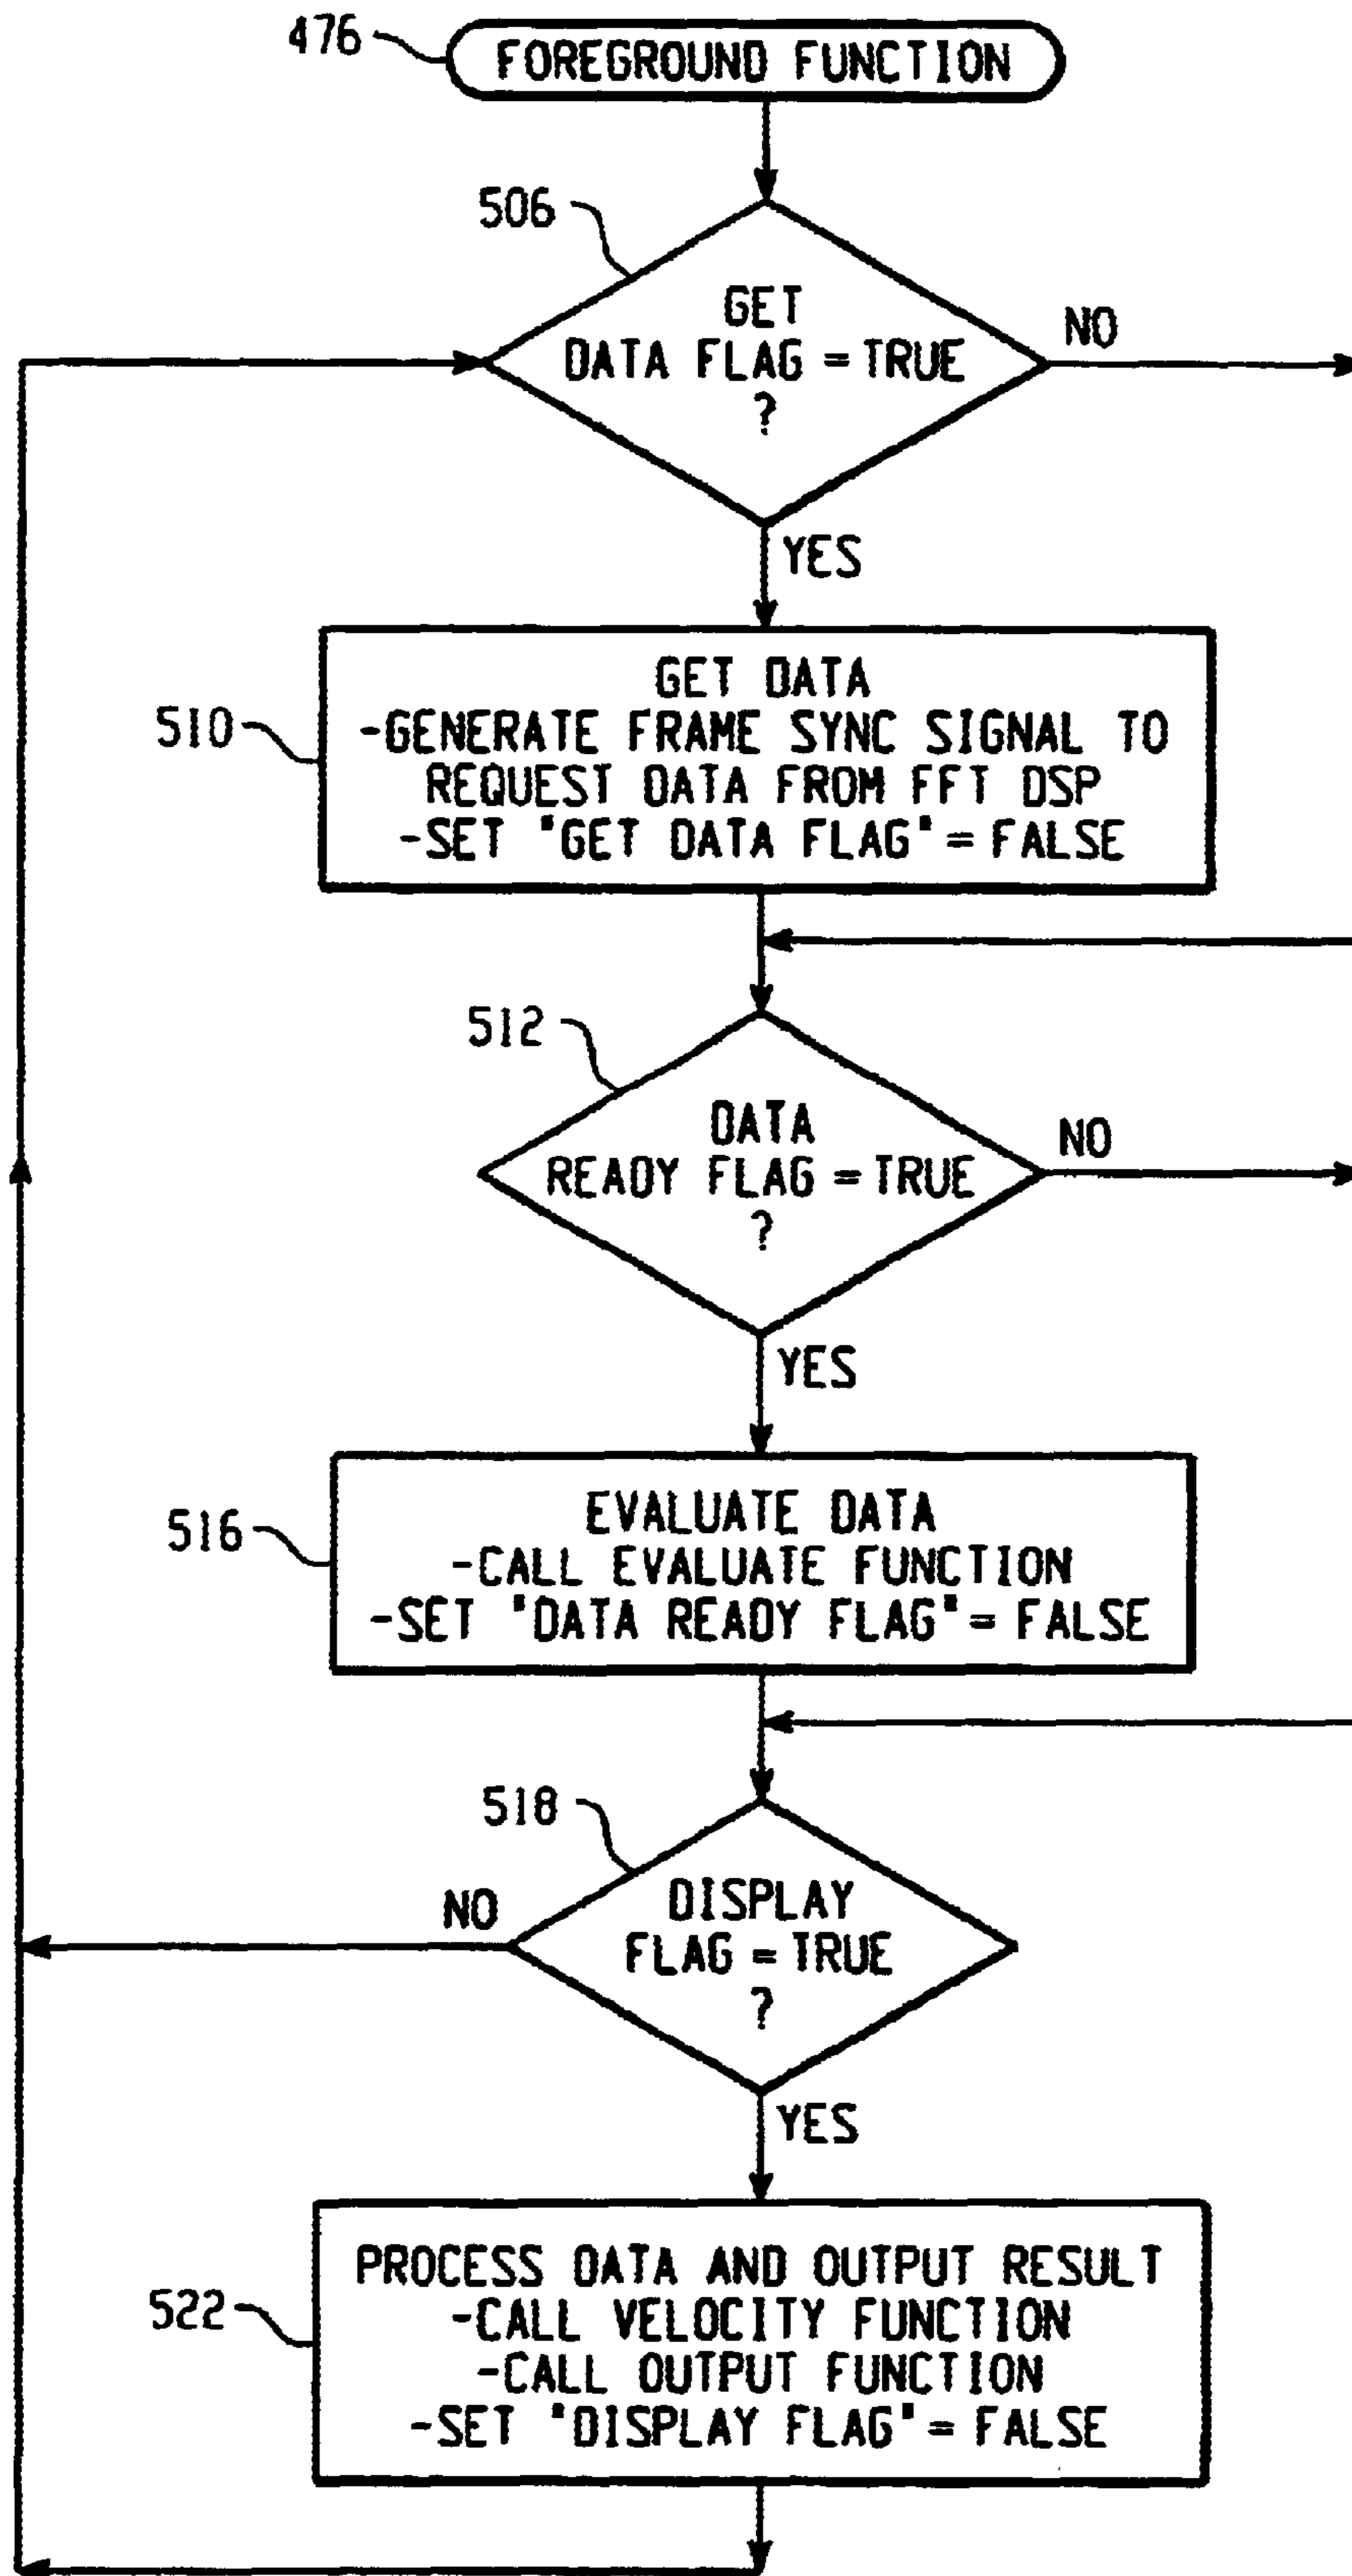 476
FOREGROUND FUNCTION
506
GET
DATA FLAG = TRUE
?
NO
YES
510
GET DATA
-GENERATE FRAME SYNC SIGNAL TO
REQUEST DATA FROM FFT DSP
-SET "GET DATA FLAG" = FALSE
512
DATA
READY FLAG = TRUE
?
NO
YES
516
EVALUATE DATA
-CALL EVALUATE FUNCTION
-SET "DATA READY FLAG" = FALSE
518
NO
DISPLAY
FLAG = TRUE
?
YES
522
PROCESS DATA AND OUTPUT RESULT
-CALL VELOCITY FUNCTION
-CALL OUTPUT FUNCTION
-SET "DISPLAY FLAG" = FALSE